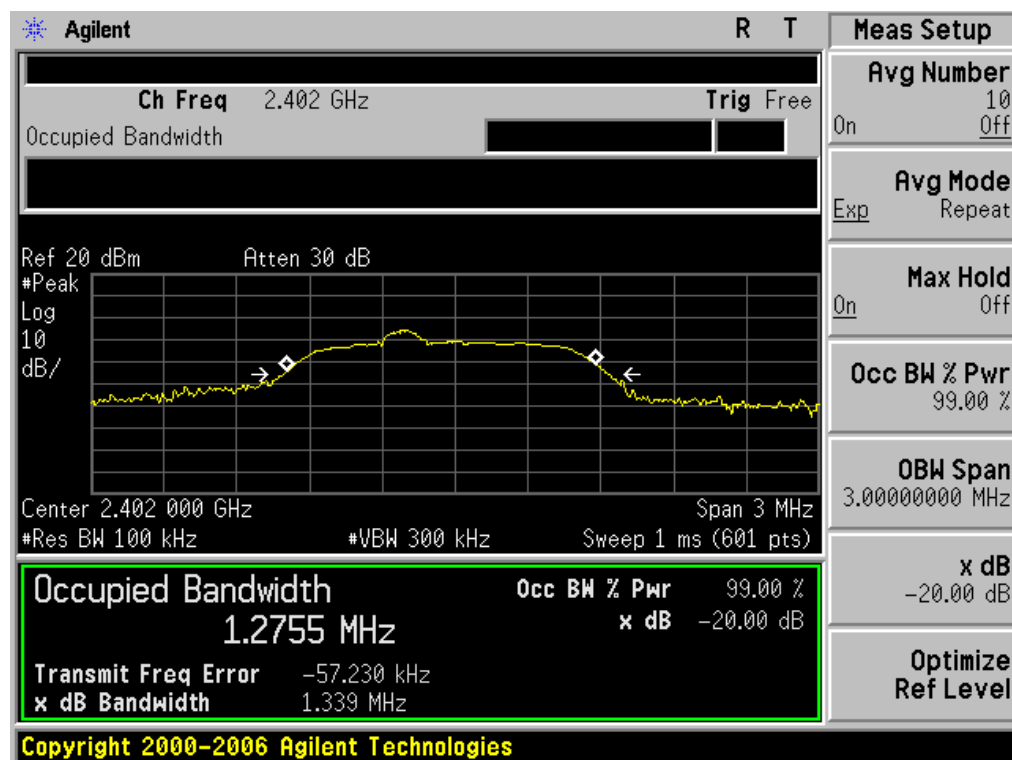 Agilent R T
Ch Freq 2.402 GHz Trig Free
Occupied Bandwidth
Ref 20 dBm Atten 30 dB
#Peak
Log
10
dB/
Center 2.402 000 GHz Span 3 MHz
#Res BW 100 kHz #VBW 300 kHz Sweep 1 ms (601 pts)
Occupied Bandwidth Occ BW % Pwr 99.00 %
1.2755 MHz x dB -20.00 dB
Transmit Freq Error -57.230 kHz
x dB Bandwidth 1.339 MHz
Copyright 2000-2006 Agilent Technologies
Meas Setup
Avg Number
10
On Off
Avg Mode
Exp Repeat
Max Hold
On Off
Occ BW % Pwr
99.00 %
OBW Span
3.00000000 MHz
x dB
-20.00 dB
Optimize
Ref Level